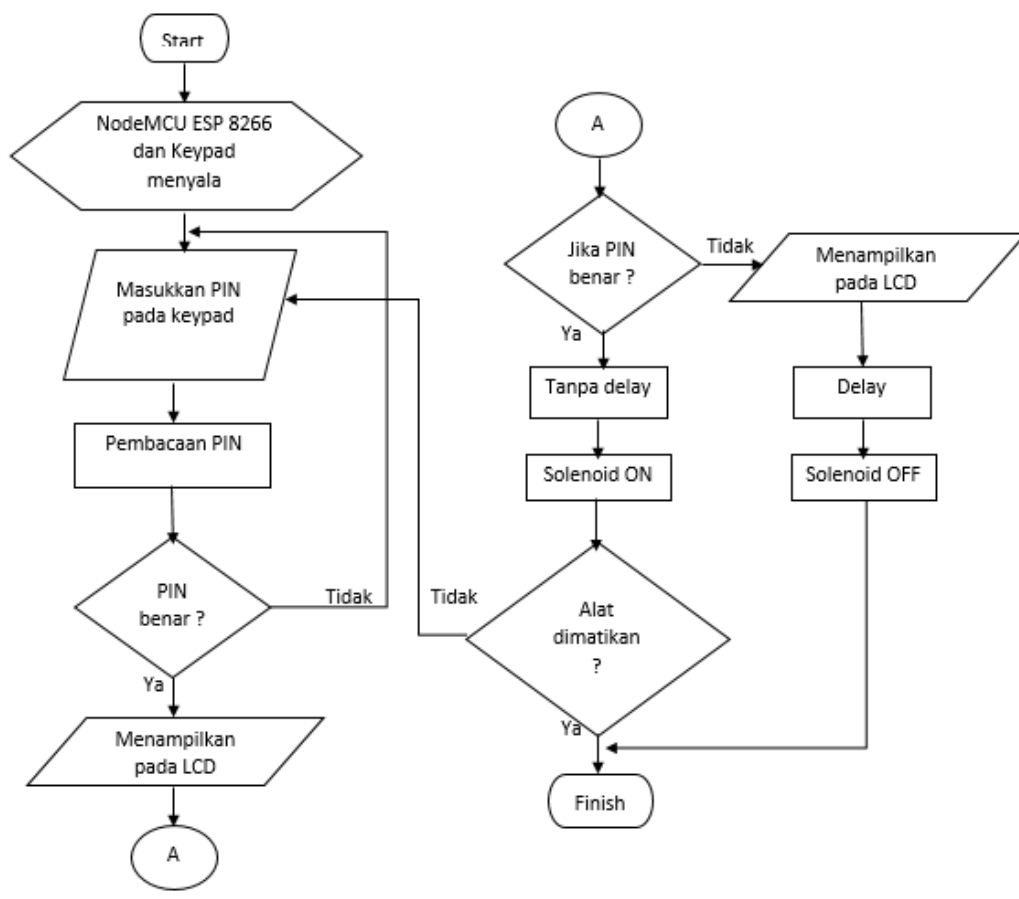 Start
NodeMCU ESP 8266
dan Keypad
menyala
Masukkan PIN
pada keypad
Pembacaan PIN
PIN
benar ?
Tidak
Ya
Menampilkan
pada LCD
A
A
Jika PIN
benar ?
Tidak
Ya
Menampilkan
pada LCD
Tanpa delay
Delay
Solenoid ON
Solenoid OFF
Alat
dimatikan
?
Tidak
Ya
Finish